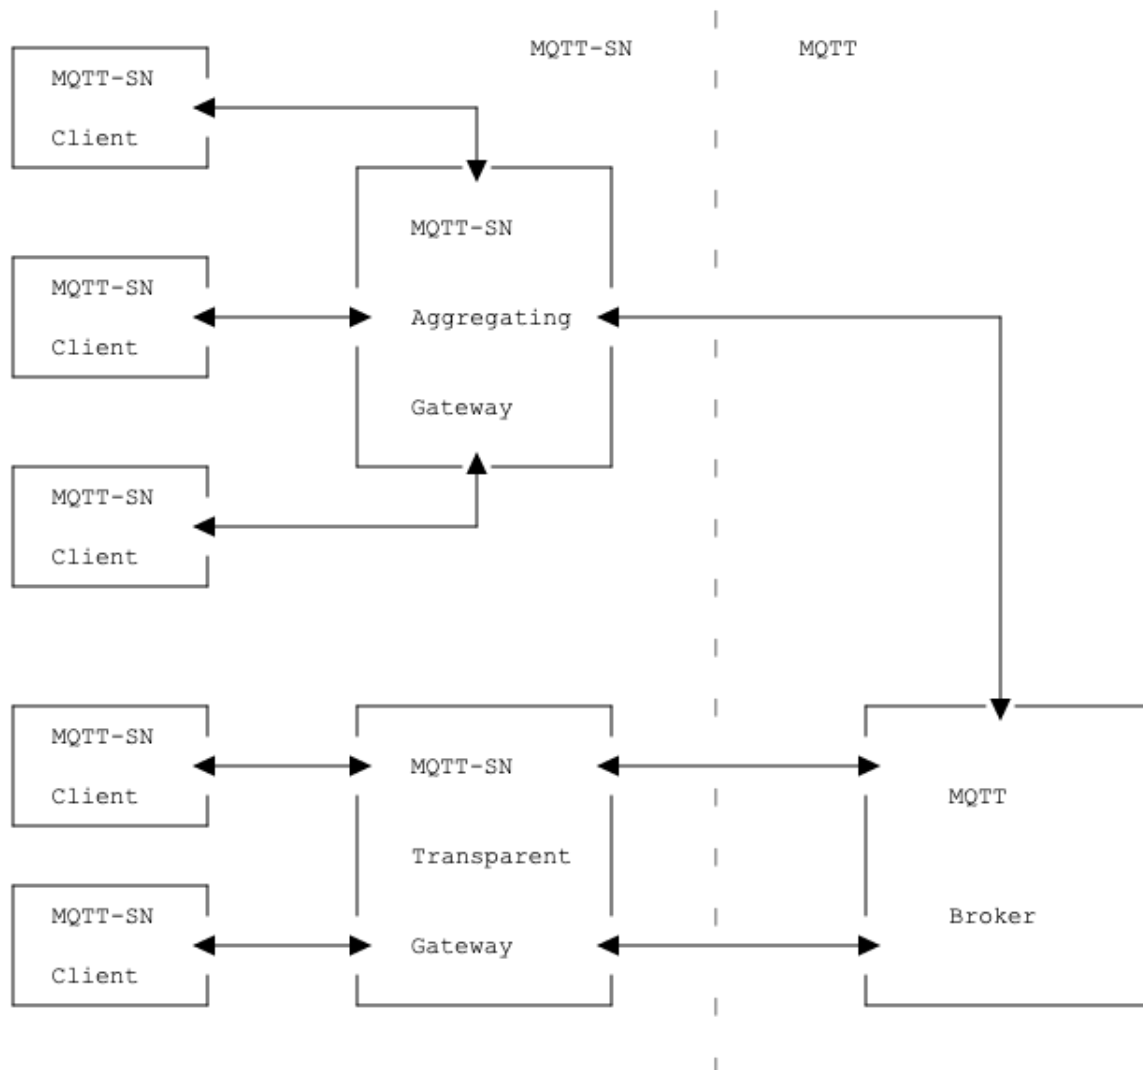 MQTT-SN
MQTT
MQTT-SN
Client
MQTT-SN
Aggregating
Gateway
MQTT-SN
Client
MQTT-SN
Client
MQTT-SN
Client
MQTT-SN
Transparent
Gateway
MQTT
Broker
MQTT-SN
Client